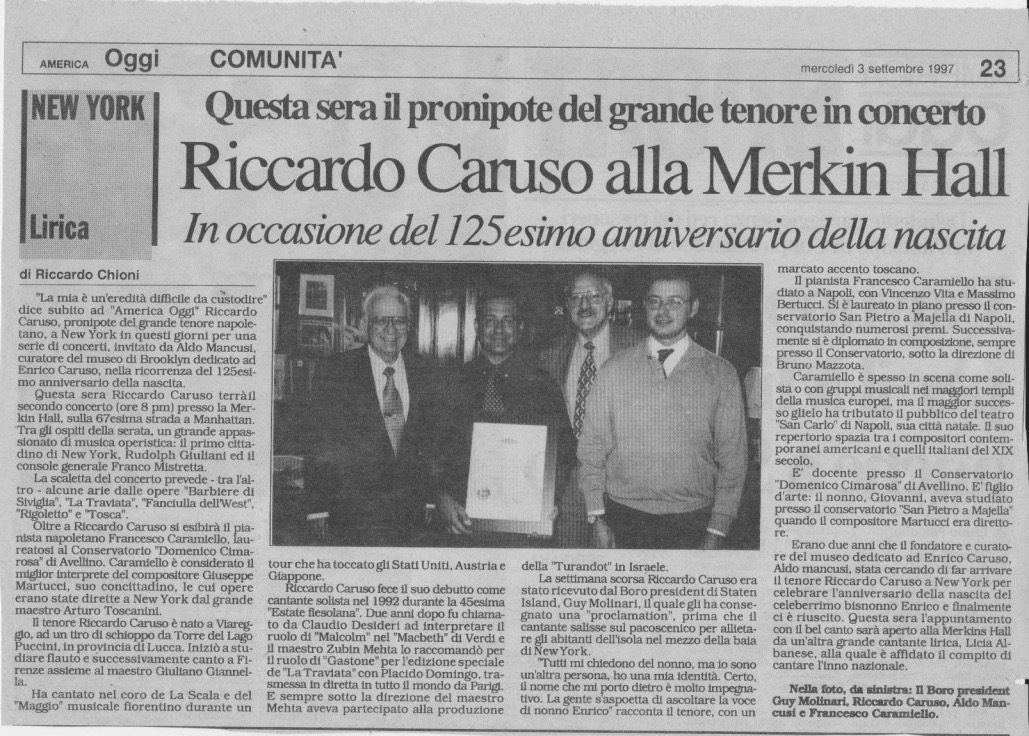 AMERICA Oggi COMUNITA' mercoledì 3 settembre 1997 23
NEW YORK
Lirica
Questa sera il pronipote del grande tenore in concerto
Riccardo Caruso alla Merkin Hall
In occasione del 125esimo anniversario della nascita
di Riccardo Chioni
"La mia è un'eredità difficile da custodire"
dice subito ad "America Oggi" Riccardo
Caruso, pronipote del grande tenore napole-
tano, a New York in questi giorni per una
serie di concerti, invitato da Aldo Mancusi,
curatore del museo di Brooklyn dedicato ad
Enrico Caruso, nella ricorrenza del 125esi-
mo anniversario della nascita.
Questa sera Riccardo Caruso terrà il
secondo concerto (ore 8 pm) presso la Mer-
kin Hall, sulla 67esima strada a Manhattan.
Tra gli ospiti della serata, un grande appas-
sionato di musica operistica: il primo citta-
dino di New York, Rudolph Giuliani ed il
console generale Franco Mistretta.
La scaletta del concerto prevede - tra l'al-
tro - alcune arie dalle opere "Barbiere di
Siviglia", "La Traviata", "Fanciulla dell'West",
"Rigoletto" e "Tosca".
Oltre a Riccardo Caruso si esibirà il pia-
nista napoletano Francesco Caramiello, lau-
reatosi al Conservatorio "Domenico Cima-
rosa" di Avellino. Caramiello è considerato il
miglior interprete del compositore Giuseppe
Martucci, suo concittadino, le cui opere
erano state dirette a New York dal grande
maestro Arturo Toscanini.
Il tenore Riccardo Caruso è nato a Viareg-
gio, ad un tiro di schioppo da Torre del Lago
Puccini, in provincia di Lucca. Iniziò a stu-
diare flauto e successivamente canto a Fi-
renze assieme al maestro Giuliano Giannel-
la.
Ha cantato nel coro de La Scala e del
"Maggio" musicale fiorentino durante un
tour che ha toccato gli Stati Uniti, Austria e
Giappone.
Riccardo Caruso fece il suo debutto come
cantante solista nel 1992 durante la 45esima
"Estate fiesolana". Due anni dopo fu chiama-
to da Claudio Desideri ad interpretare il
ruolo di "Malcolm" nel "Macbeth" di Verdi e
il maestro Zubin Mehta lo raccomandò per
il ruolo di "Gastone" per l'edizione speciale
de "La Traviata" con Placido Domingo, tra-
smessa in diretta in tutto il mondo da Parigi.
E sempre sotto la direzione del maestro
Mehta aveva partecipato alla produzione
della "Turandot" in Israele.
La settimana scorsa Riccardo Caruso era
stato ricevuto dal Boro president di Staten
Island, Guy Molinari, il quale gli ha conse-
gnato una "proclamation", prima che il
cantante salisse sul pacoscenico per allieta-
re gli abitanti dell'isola nel mezzo della baia
di New York.
"Tutti mi chiedono del nonno, ma io sono
un'altra persona, ho una mia identità. Certo,
il nome che mi porto dietro è molto impegna-
tivo. La gente s'aspetta di ascoltare la voce
di nonno Enrico" racconta il tenore, con un
marcato accento toscano.
Il pianista Francesco Caramiello ha stu-
diato a Napoli, con Vincenzo Vita e Massimo
Bertucci. Si è laureato in piano presso il con-
servatorio San Pietro a Majella di Napoli,
conquistando numerosi premi. Successiva-
mente si è diplomato in composizione, sempre
presso il Conservatorio, sotto la direzione di
Bruno Mazzota.
Caramiello è spesso in scena come soli-
sta o con gruppi musicali nei maggiori templi
della musica europei, ma il maggior succes-
so glielo ha tributato il pubblico del teatro
"San Carlo" di Napoli, sua città natale. Il suo
repertorio spazia tra i compositori contem-
poranei americani e quelli italiani del XIX
secolo.
E' docente presso il Conservatorio
"Domenico Cimarosa" di Avellino. E' figlio
d'arte: il nonno, Giovanni, aveva studiato
presso il conservatorio "San Pietro a Majella"
quando il compositore Martucci era diretto-
re.
Erano due anni che il fondatore e curato-
re del museo dedicato ad Enrico Caruso,
Aldo mancusi, stata cercando di far arrivare
il tenore Riccardo Caruso a New York per
celebrare l'anniversario della nascita del
celeberrimo bisnonno Enrico e finalmente
ci è riuscito. Questa sera l'appuntamento
con il bel canto sarà aperto alla Merkins Hall
da un'altra grande cantante lirica, Licia Al-
banese, alla quale è affidato il compito di
cantare l'inno nazionale.
Nella foto, da sinistra: Il Boro president
Guy Molinari, Riccardo Caruso, Aldo Man-
cusi e Francesco Caramiello.